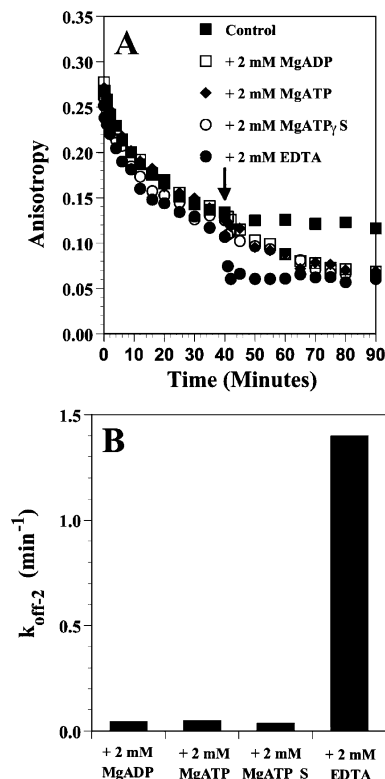 A
Control
+ 2 mM MgADP
+ 2 mM MgATP
+ 2 mM MgATPγS
+ 2 mM EDTA
Anisotropy
0.35
0.30
0.25
0.20
0.15
0.10
0.05
0.00
0 10 20 30 40 50 60 70 80 90
Time (Minutes)
B
k_off-2 (min⁻¹)
1.5
1.0
0.5
0.0
+ 2 mM MgADP
+ 2 mM MgATP
+ 2 mM MgATP S
+ 2 mM EDTA